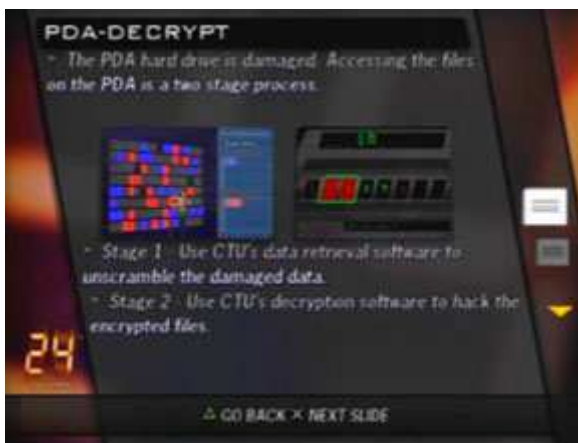 PDA-DECRYPT
- The PDA hard drive is damaged. Accessing the files
on the PDA is a two stage process.
- Stage 1 - Use CTU's data retrieval software to
unscramble the damaged data.
- Stage 2 - Use CTU's decryption software to hack the
encrypted files.
24
△ GO BACK × NEXT SLIDE